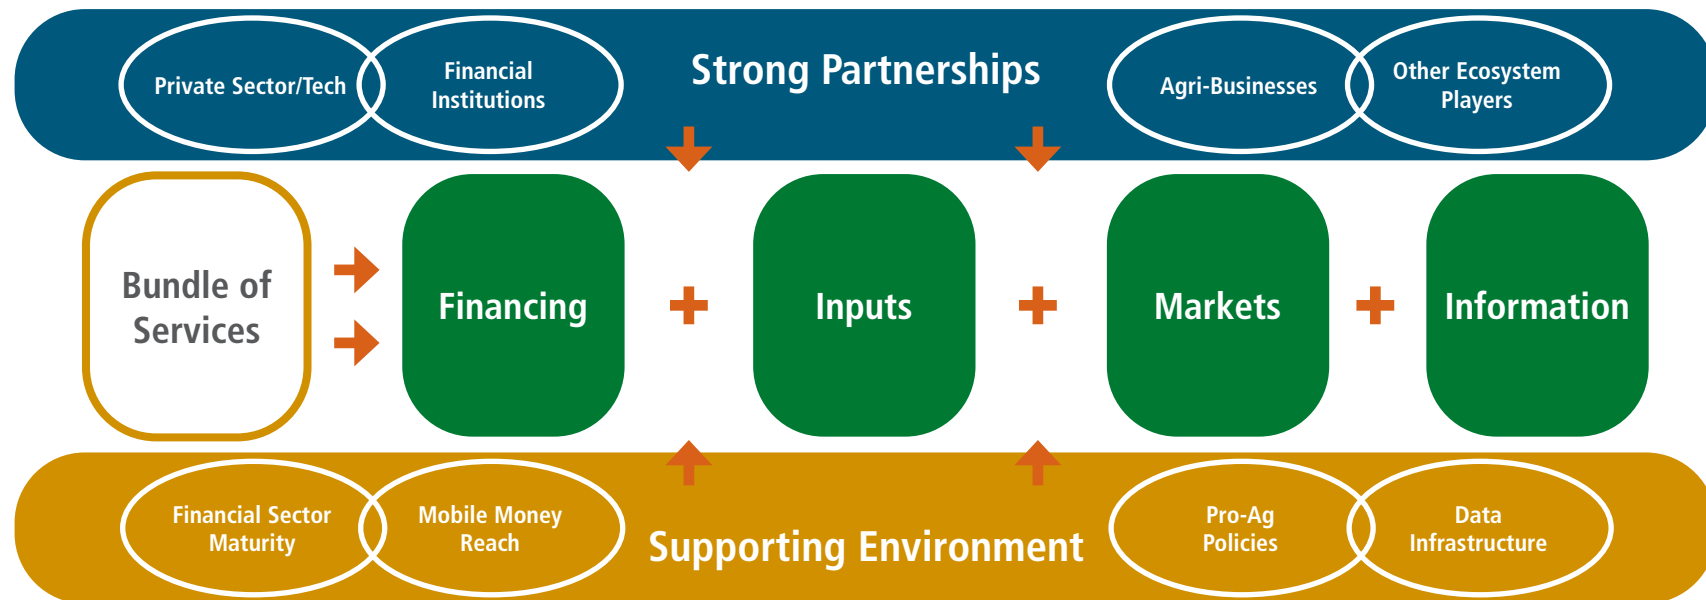 Strong Partnerships
Private Sector/Tech
Financial
Institutions
Agri-Businesses
Other Ecosystem
Players
Bundle of
Services
Financing
Inputs
Markets
Information
Financial Sector
Maturity
Mobile Money
Reach
Supporting Environment
Pro-Ag
Policies
Data
Infrastructure